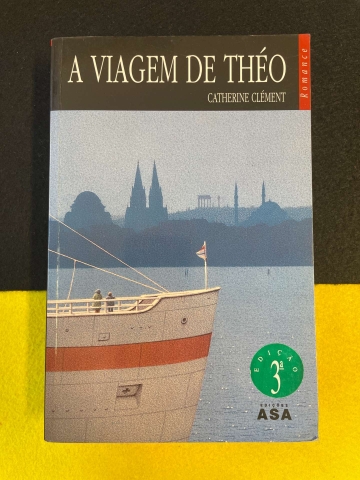 A VIAGEM DE THÉO
CATHERINE CLÉMENT
Romance
EDIÇÃO
3ª
EDIÇÕES
ASA